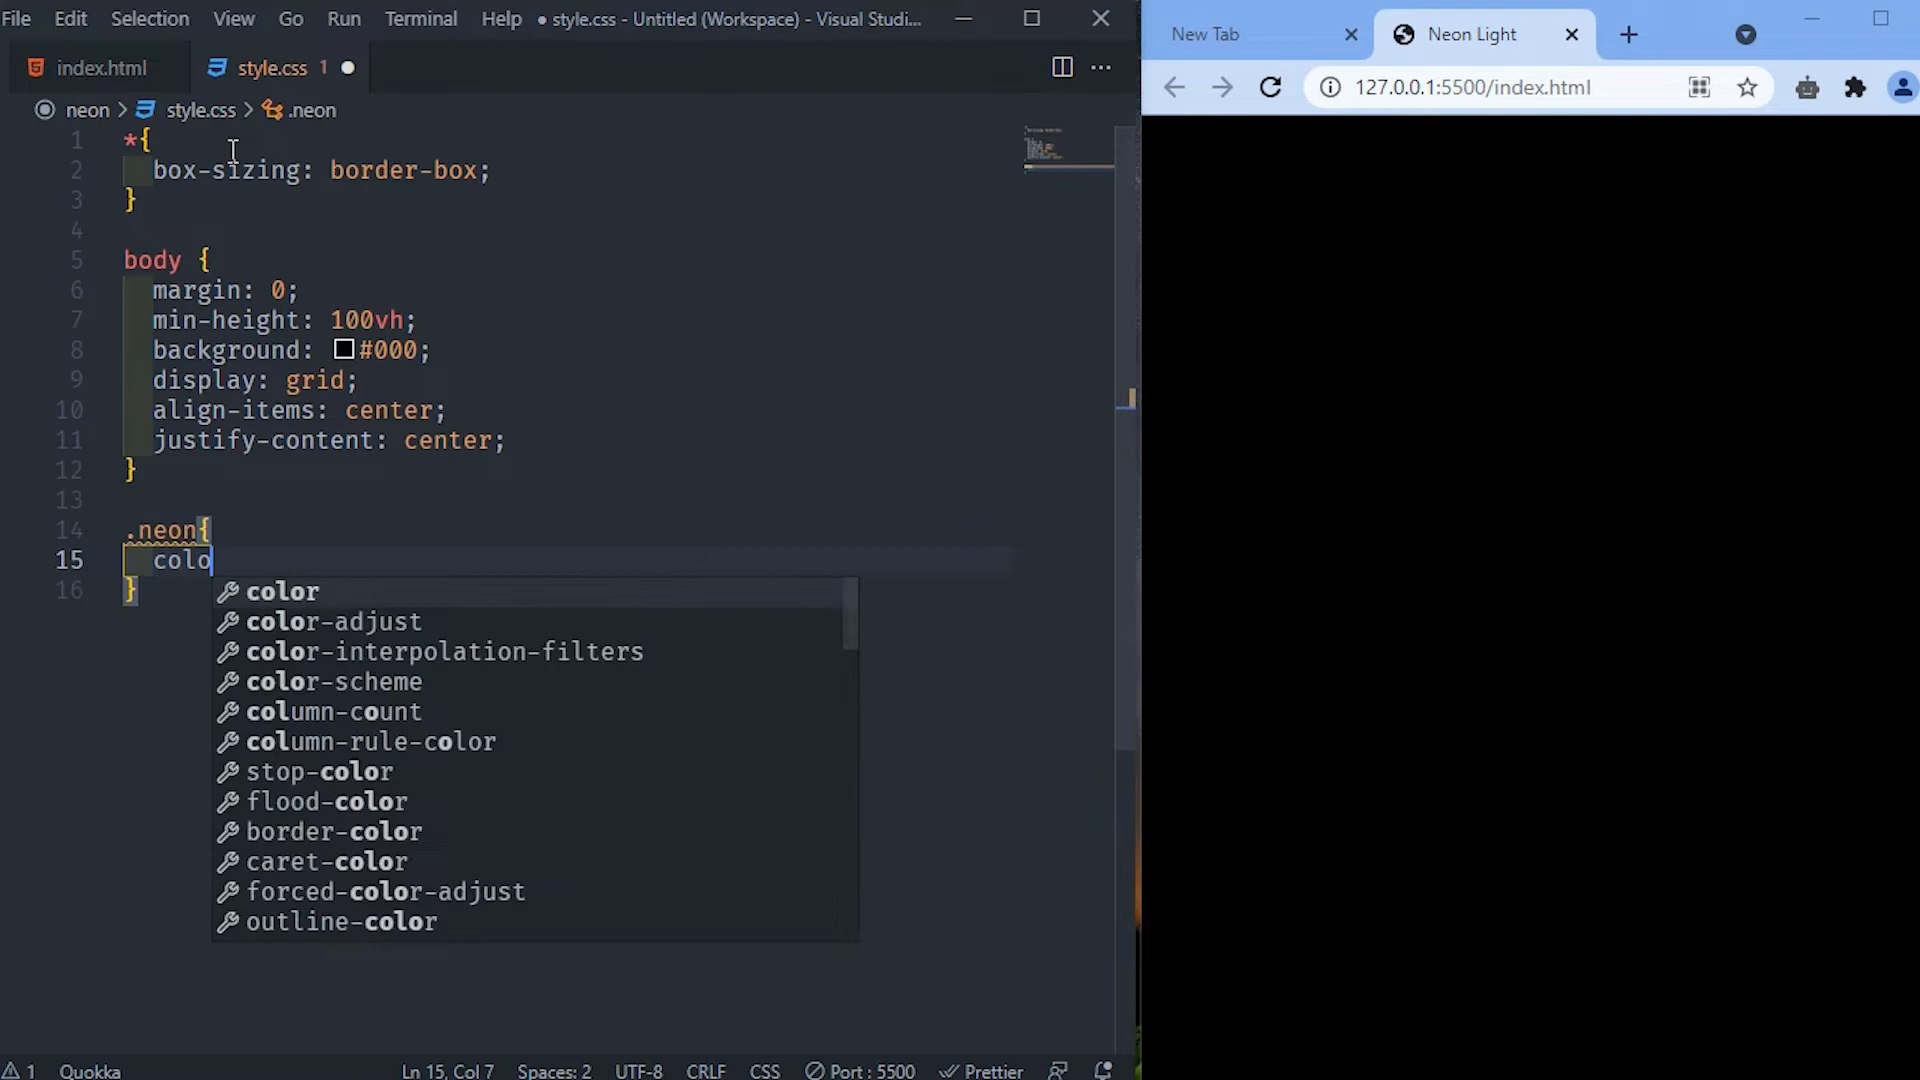 File Edit Selection View Go Run Terminal Help ● style.css - Untitled (Workspace) - Visual Studi...
index.html style.css 1
neon > style.css > .neon
1 *{
2 box-sizing: border-box;
3 }
4
5 body {
6 margin: 0;
7 min-height: 100vh;
8 background: #000;
9 display: grid;
10 align-items: center;
11 justify-content: center;
12 }
13
14 .neon{
15 colo
16 }
color
color-adjust
color-interpolation-filters
color-scheme
column-count
column-rule-color
stop-color
flood-color
border-color
caret-color
forced-color-adjust
outline-color
1 Quokka Ln 15, Col 7 Spaces: 2 UTF-8 CRLF CSS Port : 5500 Prettier
New Tab Neon Light
127.0.0.1:5500/index.html